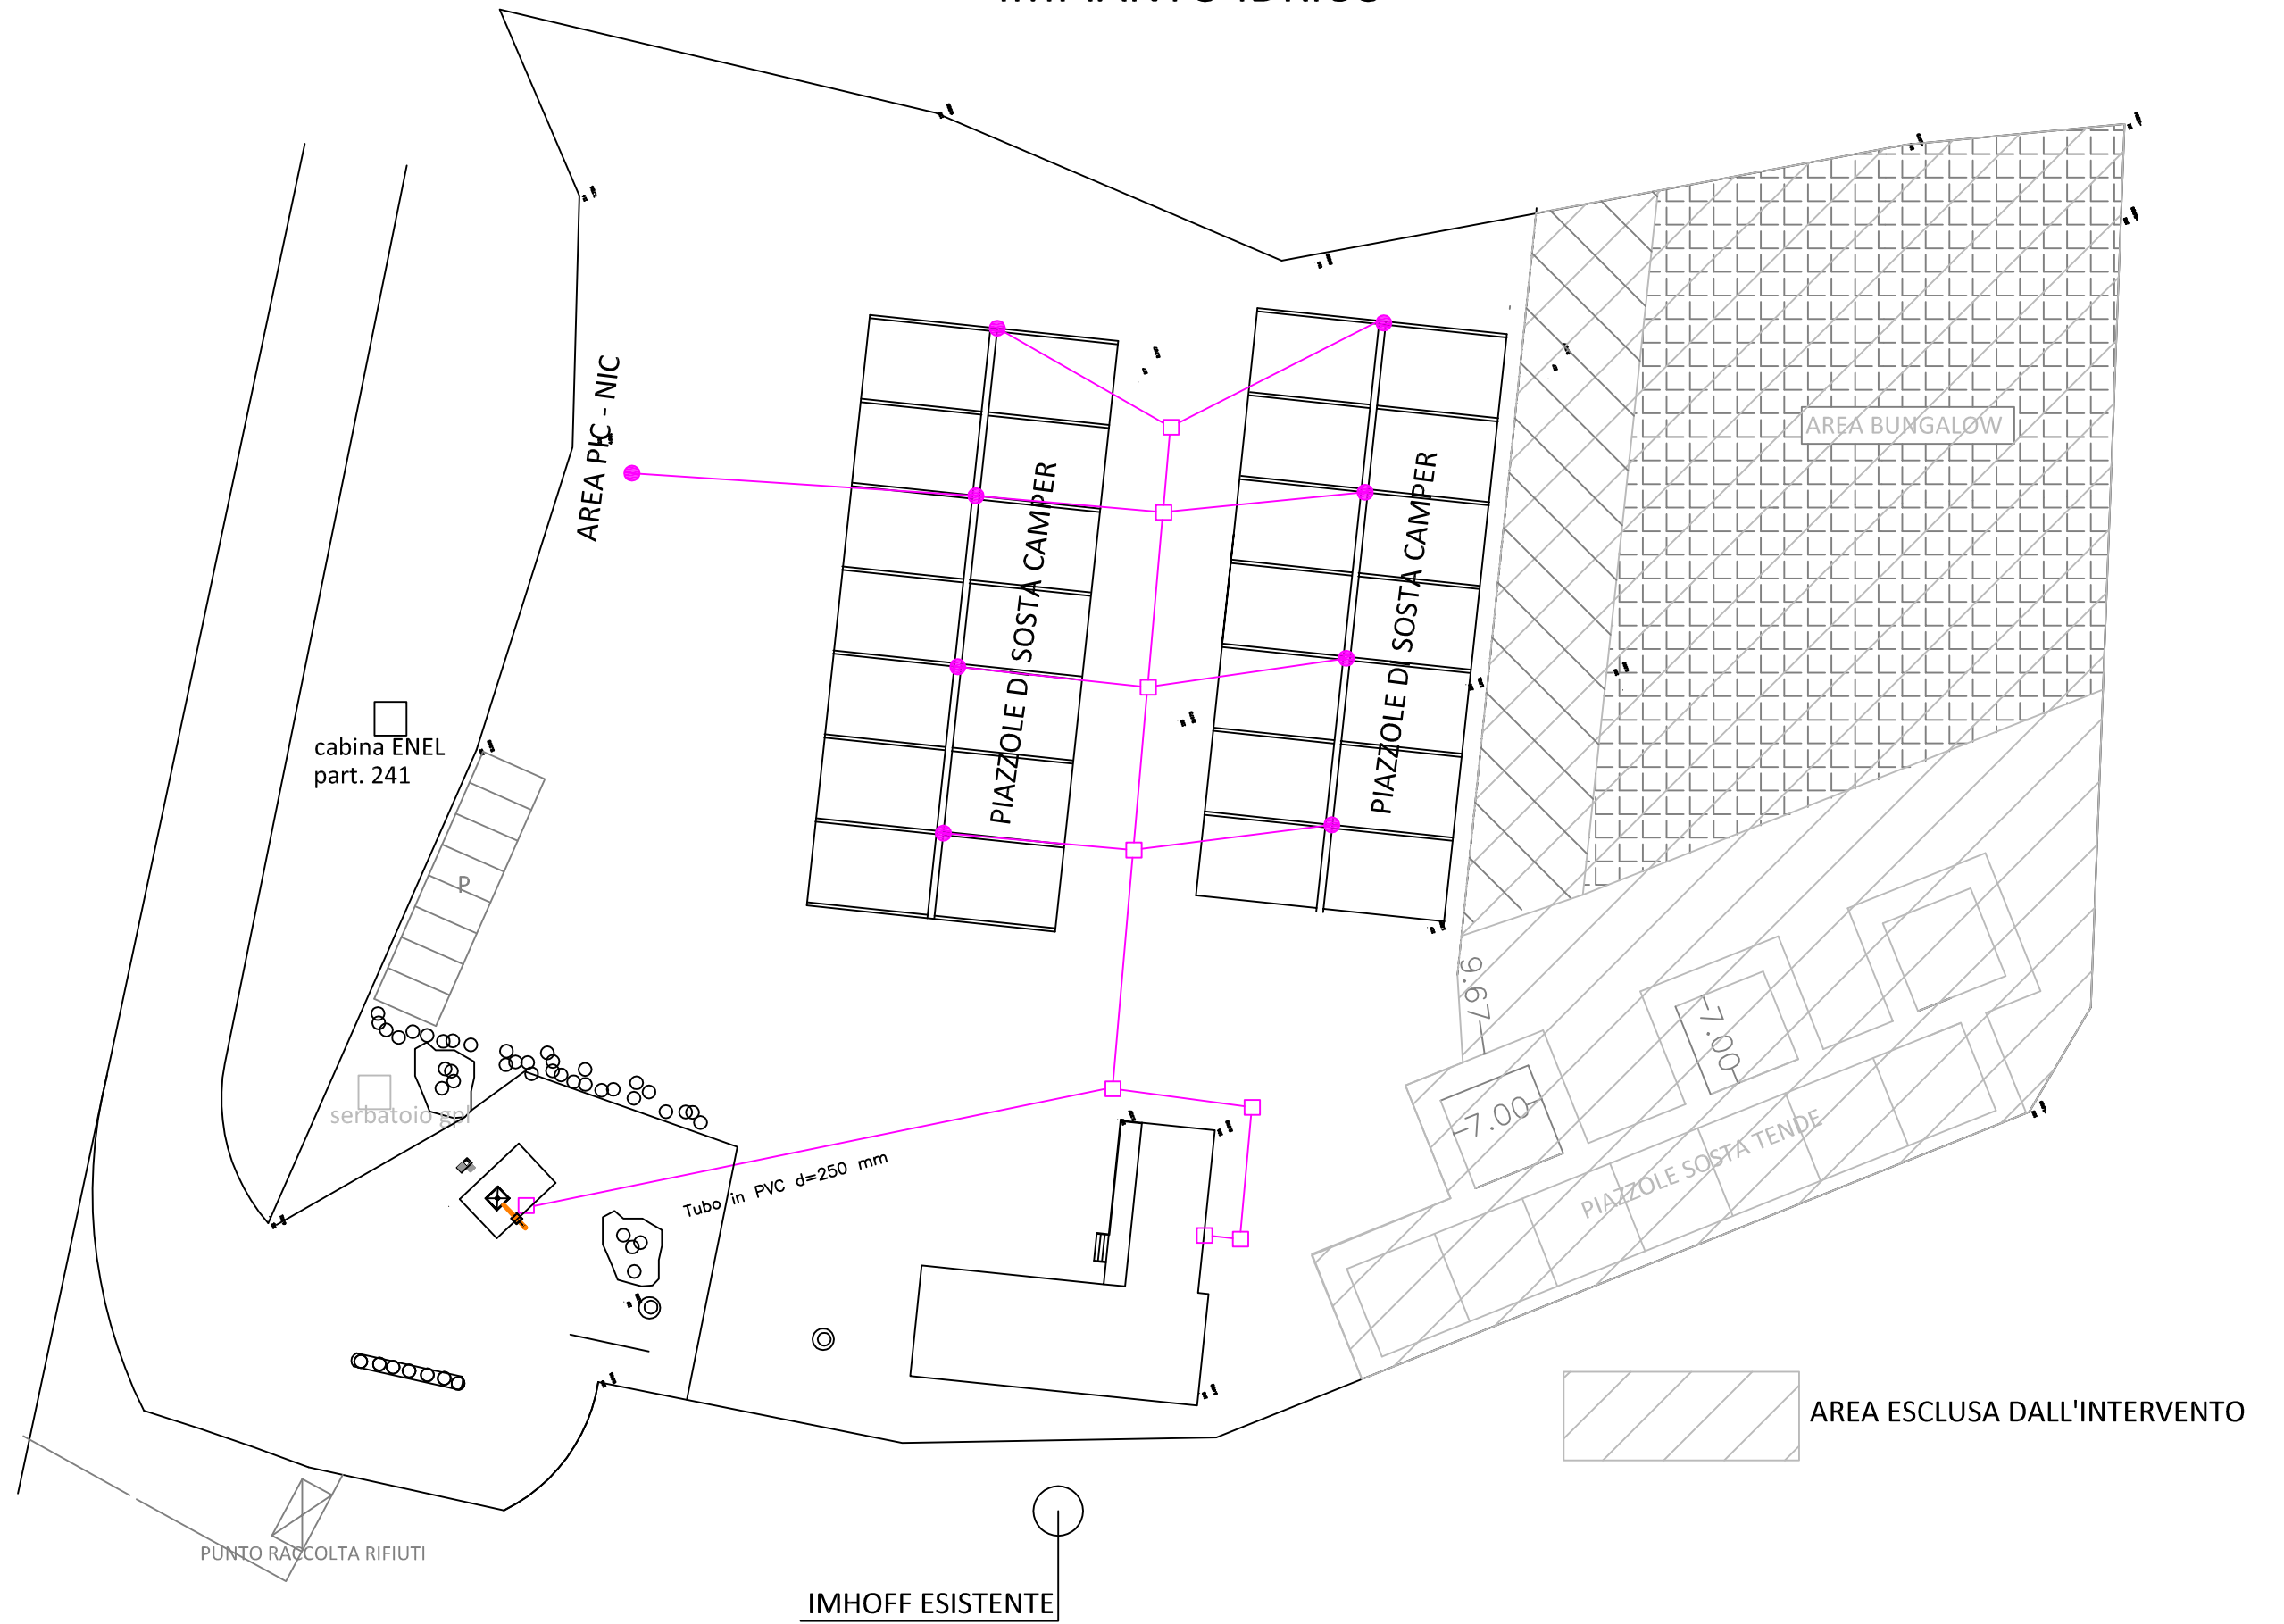 AREA PIC - NIC
PIAZZOLE DI SOSTA CAMPER
PIAZZOLE DI SOSTA CAMPER
AREA BUNGALOW
cabina ENEL
part. 241
P
serbatoio gpl
Tubo in PVC d=250 mm
9.67
7.00
7.00
PIAZZOLE SOSTA TENDE
AREA ESCLUSA DALL'INTERVENTO
PUNTO RACCOLTA RIFIUTI
IMHOFF ESISTENTE